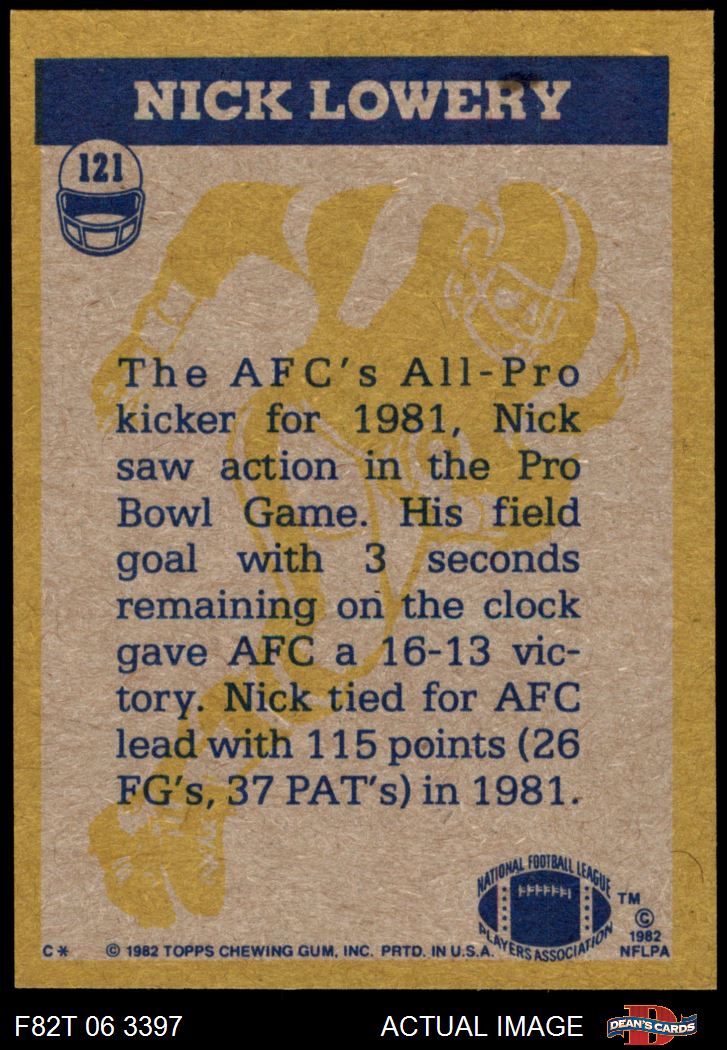 NICK LOWERY
121
The AFC's All-Pro
kicker for 1981, Nick
saw action in the Pro
Bowl Game. His field
goal with 3 seconds
remaining on the clock
gave AFC a 16-13 vic-
tory. Nick tied for AFC
lead with 115 points (26
FG's, 37 PAT's) in 1981.
NATIONAL FOOTBALL LEAGUE
PLAYERS ASSOCIATION
TM
©
1982
NFLPA
C* © 1982 TOPPS CHEWING GUM, INC. PRTD. IN U.S.A.
F82T 06 3397 ACTUAL IMAGE
D
DEAN'S CARDS